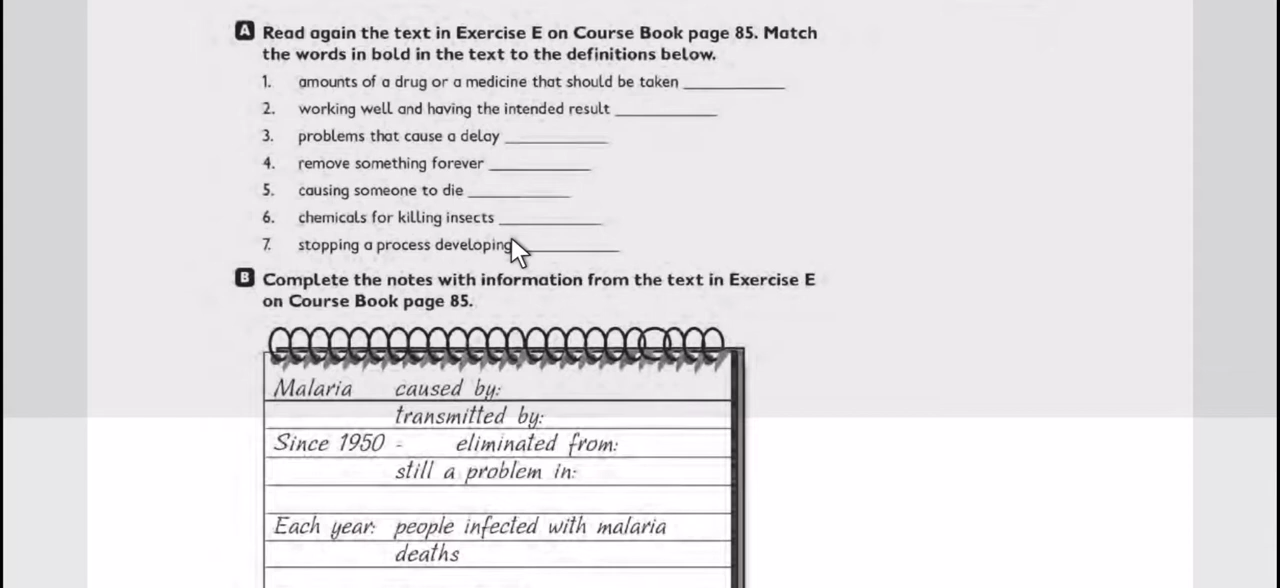 A Read again the text in Exercise E on Course Book page 85. Match
the words in bold in the text to the definitions below.
1. amounts of a drug or a medicine that should be taken
2. working well and having the intended result
3. problems that cause a delay
4. remove something forever
5. causing someone to die
6. chemicals for killing insects
7. stopping a process developing
B Complete the notes with information from the text in Exercise E
on Course Book page 85.
Malaria caused by:
transmitted by:
Since 1950 - eliminated from:
still a problem in:
Each year: people infected with malaria
deaths